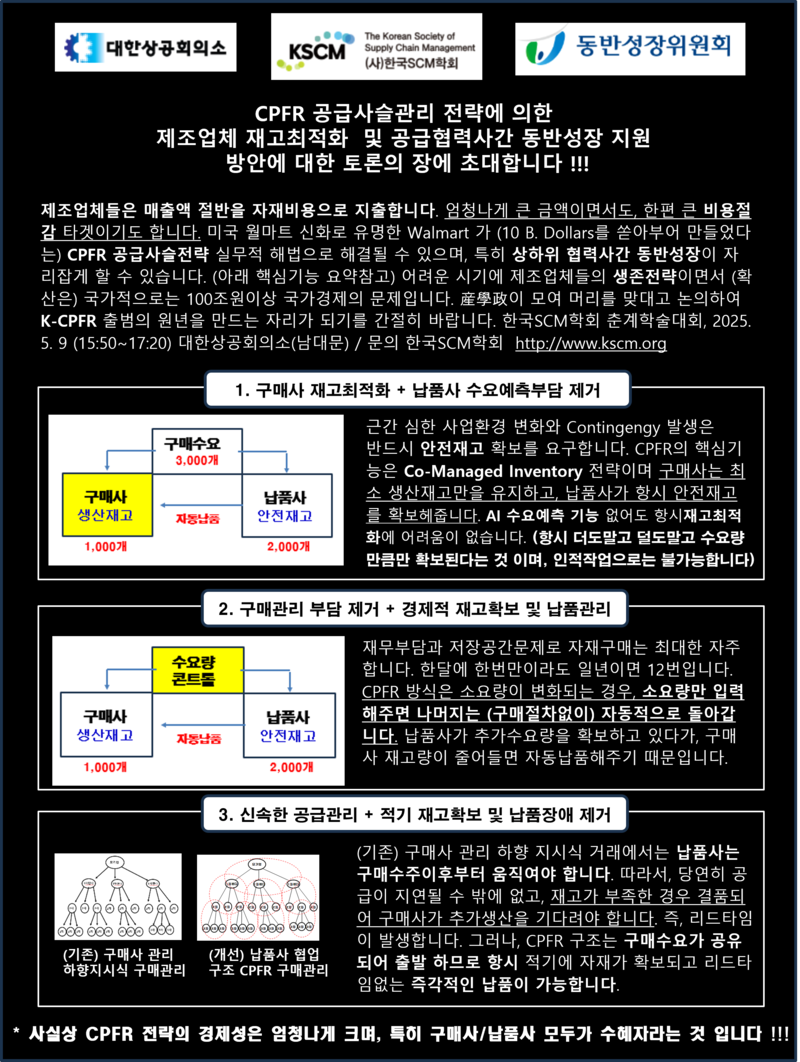 대한상공회의소
KSCM
The Korean Society of
Supply Chain Management
(사)한국SCM학회
동반성장위원회
CPFR 공급사슬관리 전략에 의한
제조업체 재고최적화 및 공급협력사간 동반성장 지원
방안에 대한 토론의 장에 초대합니다 !!!
제조업체들은 매출액 절반을 자재비용으로 지출합니다. 엄청나게 큰 금액이면서도, 한편 큰 비용절
감 타겟이기도 합니다. 미국 월마트 신화로 유명한 Walmart 가 (10 B. Dollars를 쏟아부어 만들었다
는) CPFR 공급사슬전략 실무적 해법으로 해결될 수 있으며, 특히 상하위 협력사간 동반성장이 자
리잡게 할 수 있습니다. (아래 핵심기능 요약참고) 어려운 시기에 제조업체들의 생존전략이면서 (확
산은) 국가적으로는 100조원이상 국가경제의 문제입니다. 産學政이 모여 머리를 맞대고 논의하여
K-CPFR 출범의 원년을 만드는 자리가 되기를 간절히 바랍니다. 한국SCM학회 춘계학술대회, 2025.
5. 9 (15:50~17:20) 대한상공회의소(남대문) / 문의 한국SCM학회 http://www.kscm.org
1. 구매사 재고최적화 + 납품사 수요예측부담 제거
구매수요
3,000개
구매사
생산재고
자동납품
납품사
안전재고
1,000개
2,000개
근간 심한 사업환경 변화와 Contingengy 발생은
반드시 안전재고 확보를 요구합니다. CPFR의 핵심기
능은 Co-Managed Inventory 전략이며 구매사는 최
소 생산재고만을 유지하고, 납품사가 항시 안전재고
를 확보헤줍니다. AI 수요예측 기능 없어도 항시재고최적
화에 어려움이 없습니다. (항시 더도말고 덜도말고 수요량
만큼만 확보된다는 것 이며, 인적작업으로는 불가능합니다)
2. 구매관리 부담 제거 + 경제적 재고확보 및 납품관리
수요량
콘트롤
구매사
생산재고
자동납품
납품사
안전재고
1,000개
2,000개
재무부담과 저장공간문제로 자재구매는 최대한 자주
합니다. 한달에 한번만이라도 일년이면 12번입니다.
CPFR 방식은 소요량이 변화되는 경우, 소요량만 입력
해주면 나머지는 (구매절차없이) 자동적으로 돌아갑
니다. 납품사가 추가수요량을 확보하고 있다가, 구매
사 재고량이 줄어들면 자동납품해주기 때문입니다.
3. 신속한 공급관리 + 적기 재고확보 및 납품장애 제거
(기존) 구매사 관리
하향지시식 구매관리
(개선) 납품사 협업
구조 CPFR 구매관리
(기존) 구매사 관리 하향 지시식 거래에서는 납품사는
구매수주이후부터 움직여야 합니다. 따라서, 당연히 공
급이 지연될 수 밖에 없고, 재고가 부족한 경우 결품되
어 구매사가 추가생산을 기다려야 합니다. 즉, 리드타임
이 발생합니다. 그러나, CPFR 구조는 구매수요가 공유
되어 출발 하므로 항시 적기에 자재가 확보되고 리드타
임없는 즉각적인 납품이 가능합니다.
* 사실상 CPFR 전략의 경제성은 엄청나게 크며, 특히 구매사/납품사 모두가 수혜자라는 것 입니다 !!!